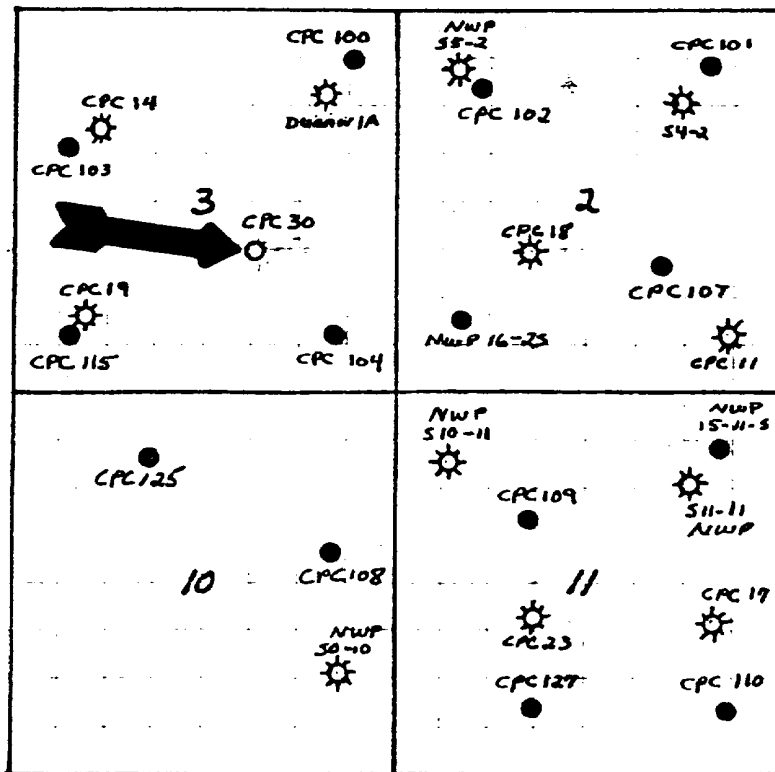 CPC 100
CPC 14
Dwiania 1A
CPC 103
3
CPC 30
CPC 19
CPC 115
CPC 104
NWP
S5-2
CPC 101
CPC 102
S4-2
2
CPC 18
CPC 107
NWP 16-2S
CPC 11
CPC 125
CPC 108
10
NWP
S0-10
NWP
S10-11
NWP
15-11-S
CPC 109
S11-11
NWP
11
CPC 17
CPC 23
CPC 127
CPC 110